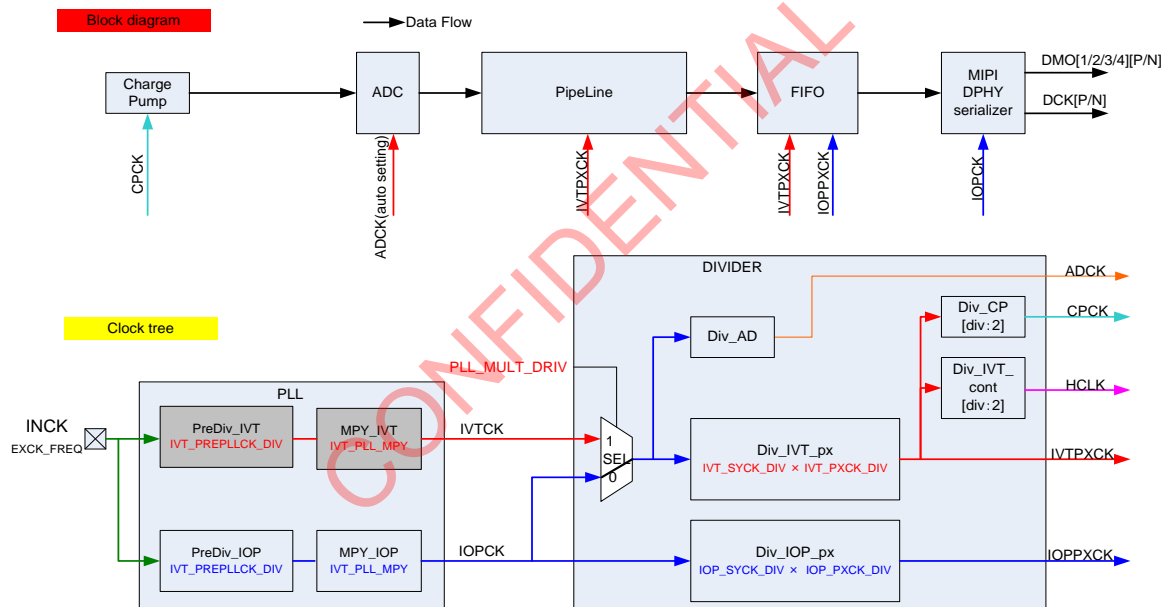 Block diagram
Data Flow
Charge
Pump
ADC
PipeLine
FIFO
MIPI
DPHY
serializer
DMO[1/2/3/4][P/N]
DCK[P/N]
CPCK
ADCK(auto setting)
IVTPXCK
IVTPXCK
IOPPXCK
IOPCK
CONFIDENTIAL
Clock tree
DIVIDER
ADCK
Div_CP
[div:2]
CPCK
Div_AD
PLL_MULT_DRIV
Div_IVT_
cont
[div:2]
HCLK
PLL
INCK
EXCK_FREQ
PreDiv_IVT
IVT_PREPLLCK_DIV
MPY_IVT
IVT_PLL_MPY
IVTCK
1
SEL
0
Div_IVT_px
IVT_SYCK_DIV × IVT_PXCK_DIV
IVTPXCK
PreDiv_IOP
IVT_PREPLLCK_DIV
MPY_IOP
IVT_PLL_MPY
IOPCK
Div_IOP_px
IOP_SYCK_DIV × IOP_PXCK_DIV
IOPPXCK